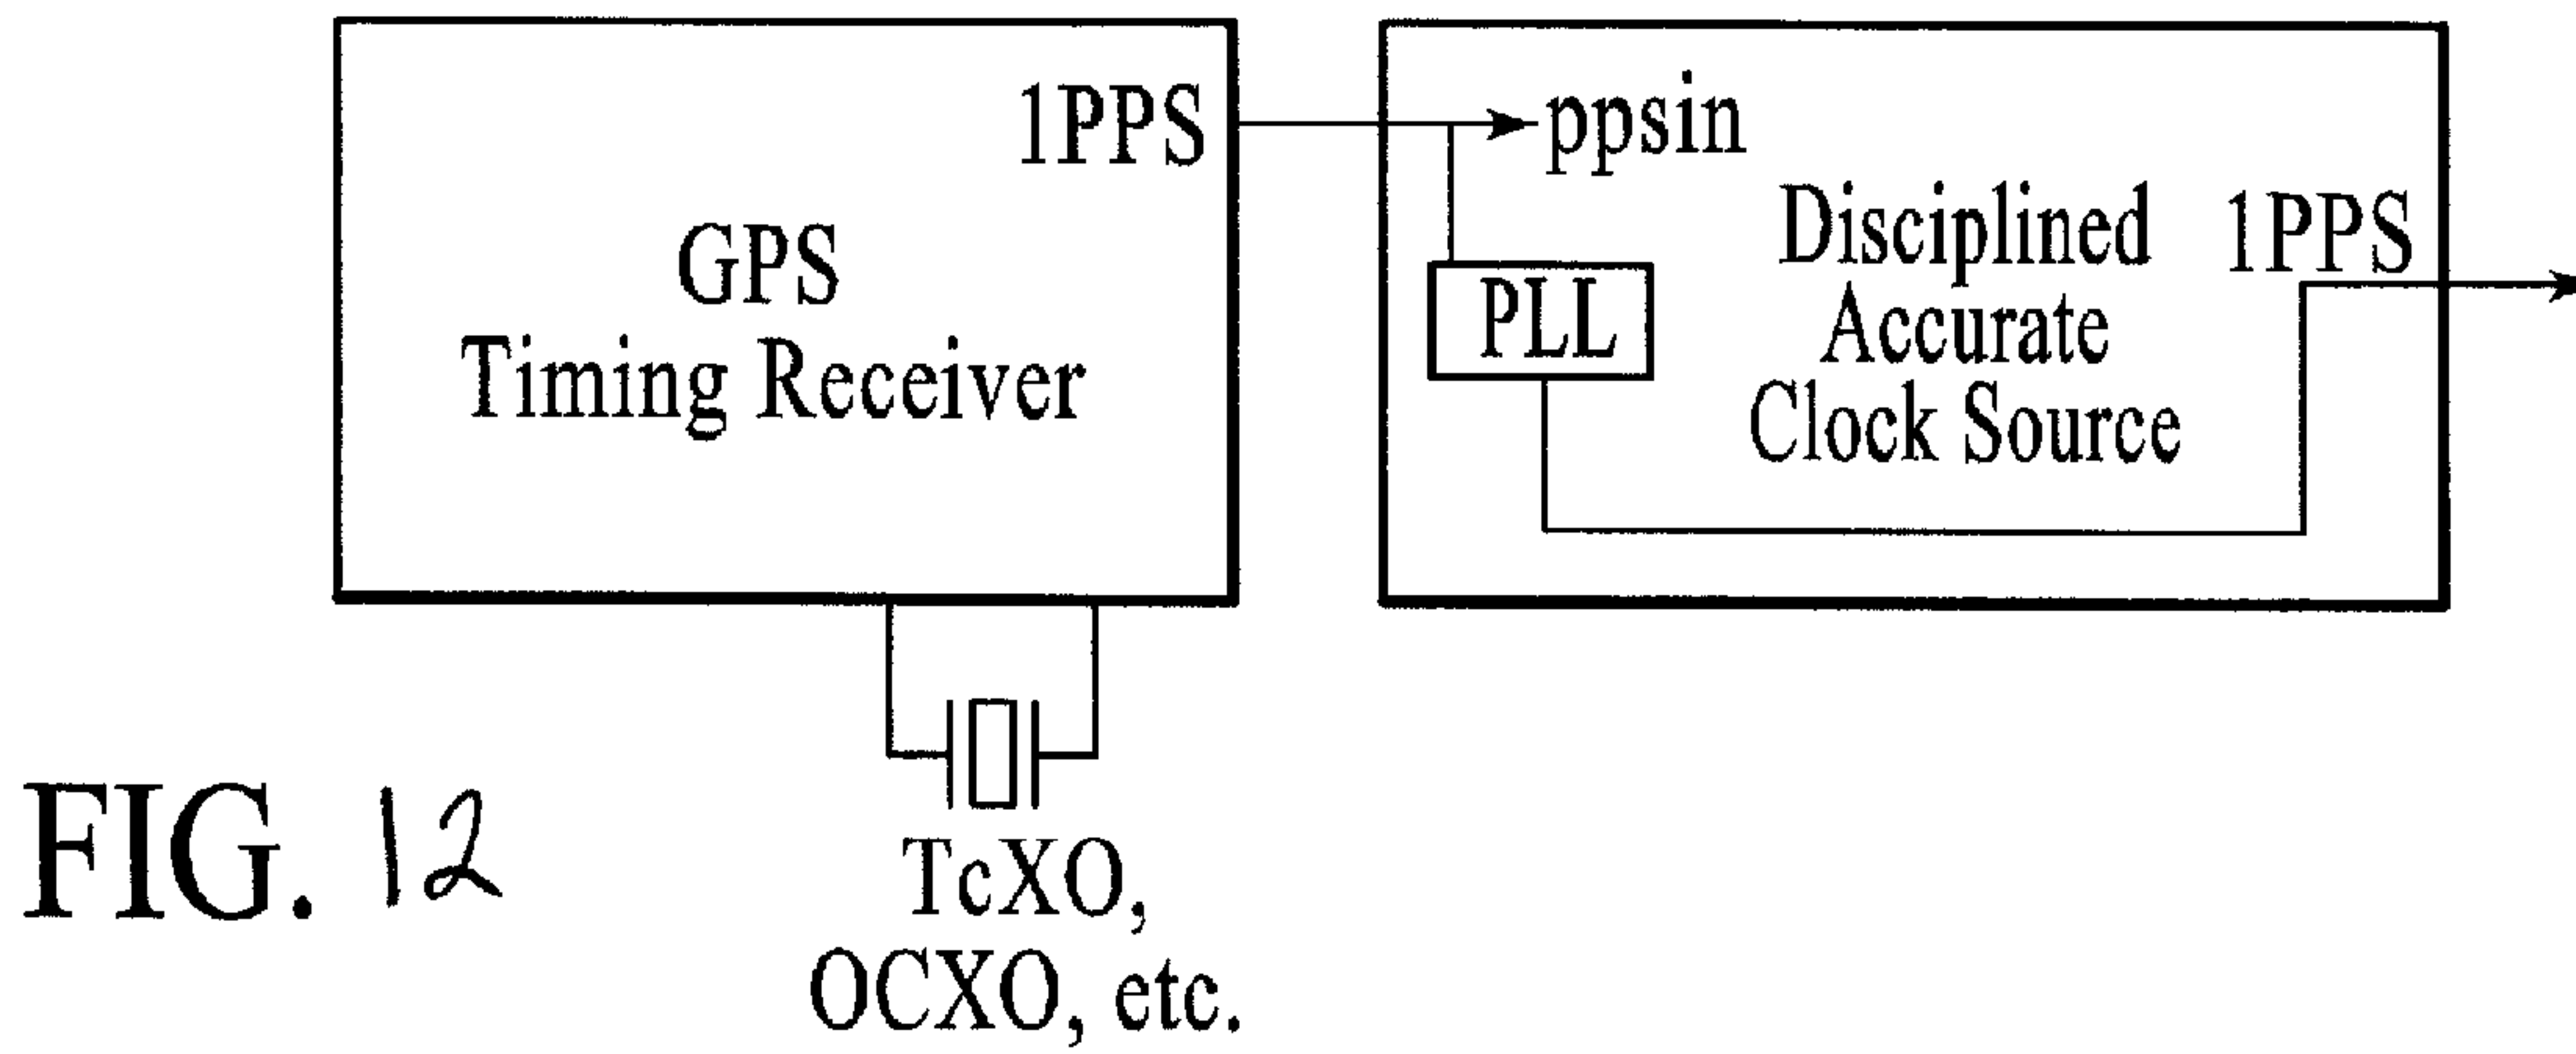 1PPS
GPS
Timing Receiver
ppsin
PLL
Disciplined
Accurate
Clock Source
1PPS
TcXO,
OCXO, etc.
FIG. 12